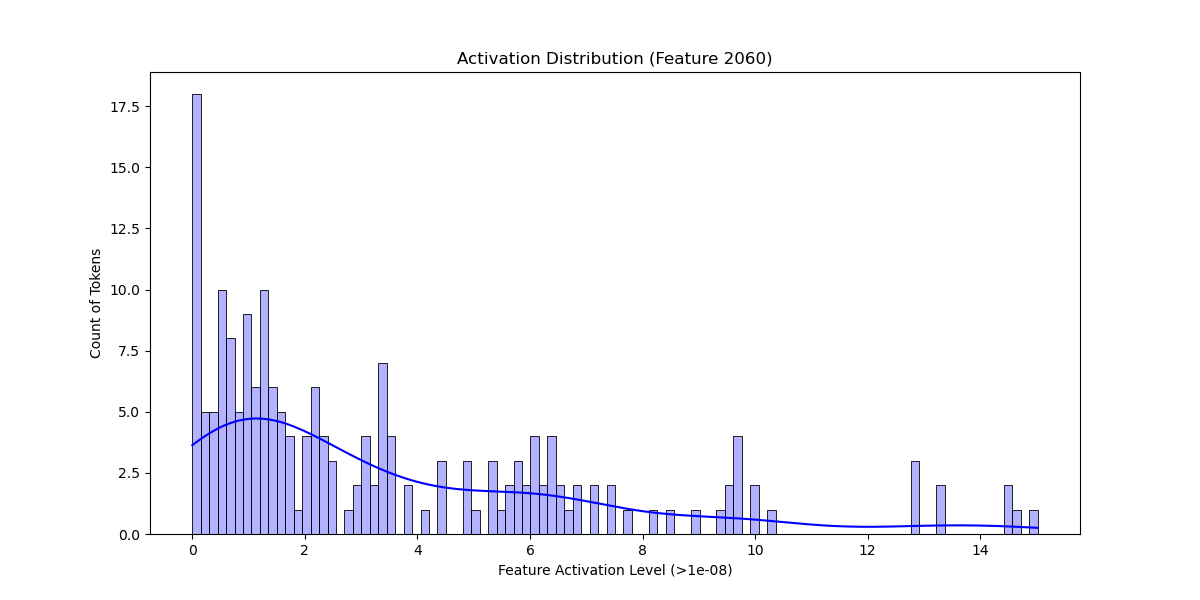 Activation Distribution (Feature 2060)
17.5
15.0
12.5
10.0
7.5
5.0
2.5
0.0
Count of Tokens
0 2 4 6 8 10 12 14
Feature Activation Level (>1e-08)